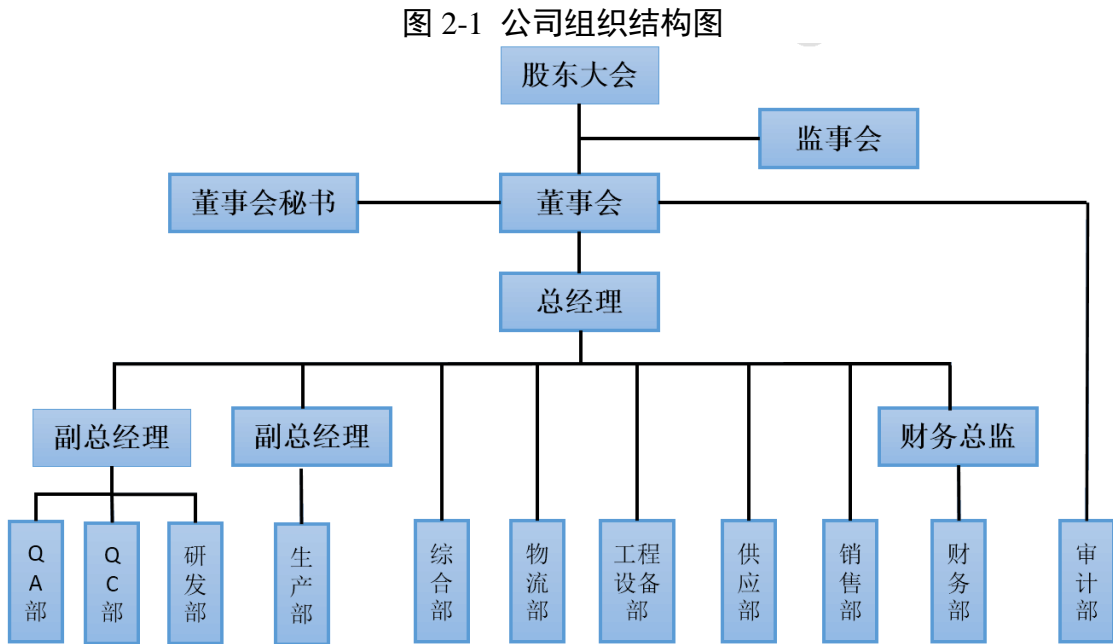 图 2-1 公司组织结构图
股东大会
监事会
董事会秘书
董事会
总经理
副总经理
副总经理
财务总监
QA部
QC部
研发部
生产部
综合部
物流部
工程设备部
供应部
销售部
财务部
审计部